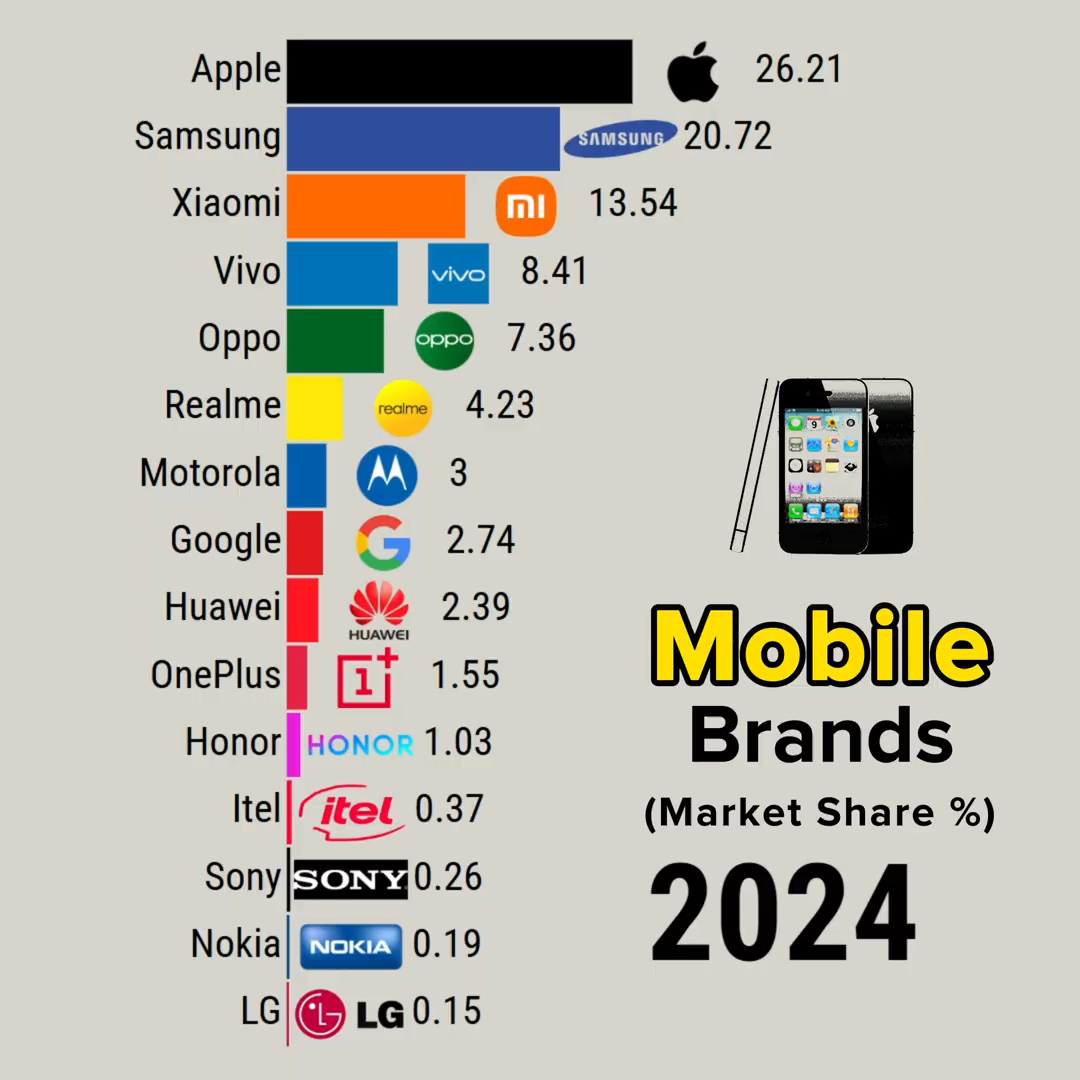 Apple 26.21
Samsung SAMSUNG 20.72
Xiaomi mi 13.54
Vivo vivo 8.41
Oppo oppo 7.36
Realme realme 4.23
Motorola 3
Google G 2.74
Huawei HUAWEI 2.39
OnePlus 1+ 1.55
Honor HONOR 1.03
Itel itel 0.37
Sony SONY 0.26
Nokia NOKIA 0.19
LG LG LG 0.15
9
Mobile
Brands
(Market Share %)
2024